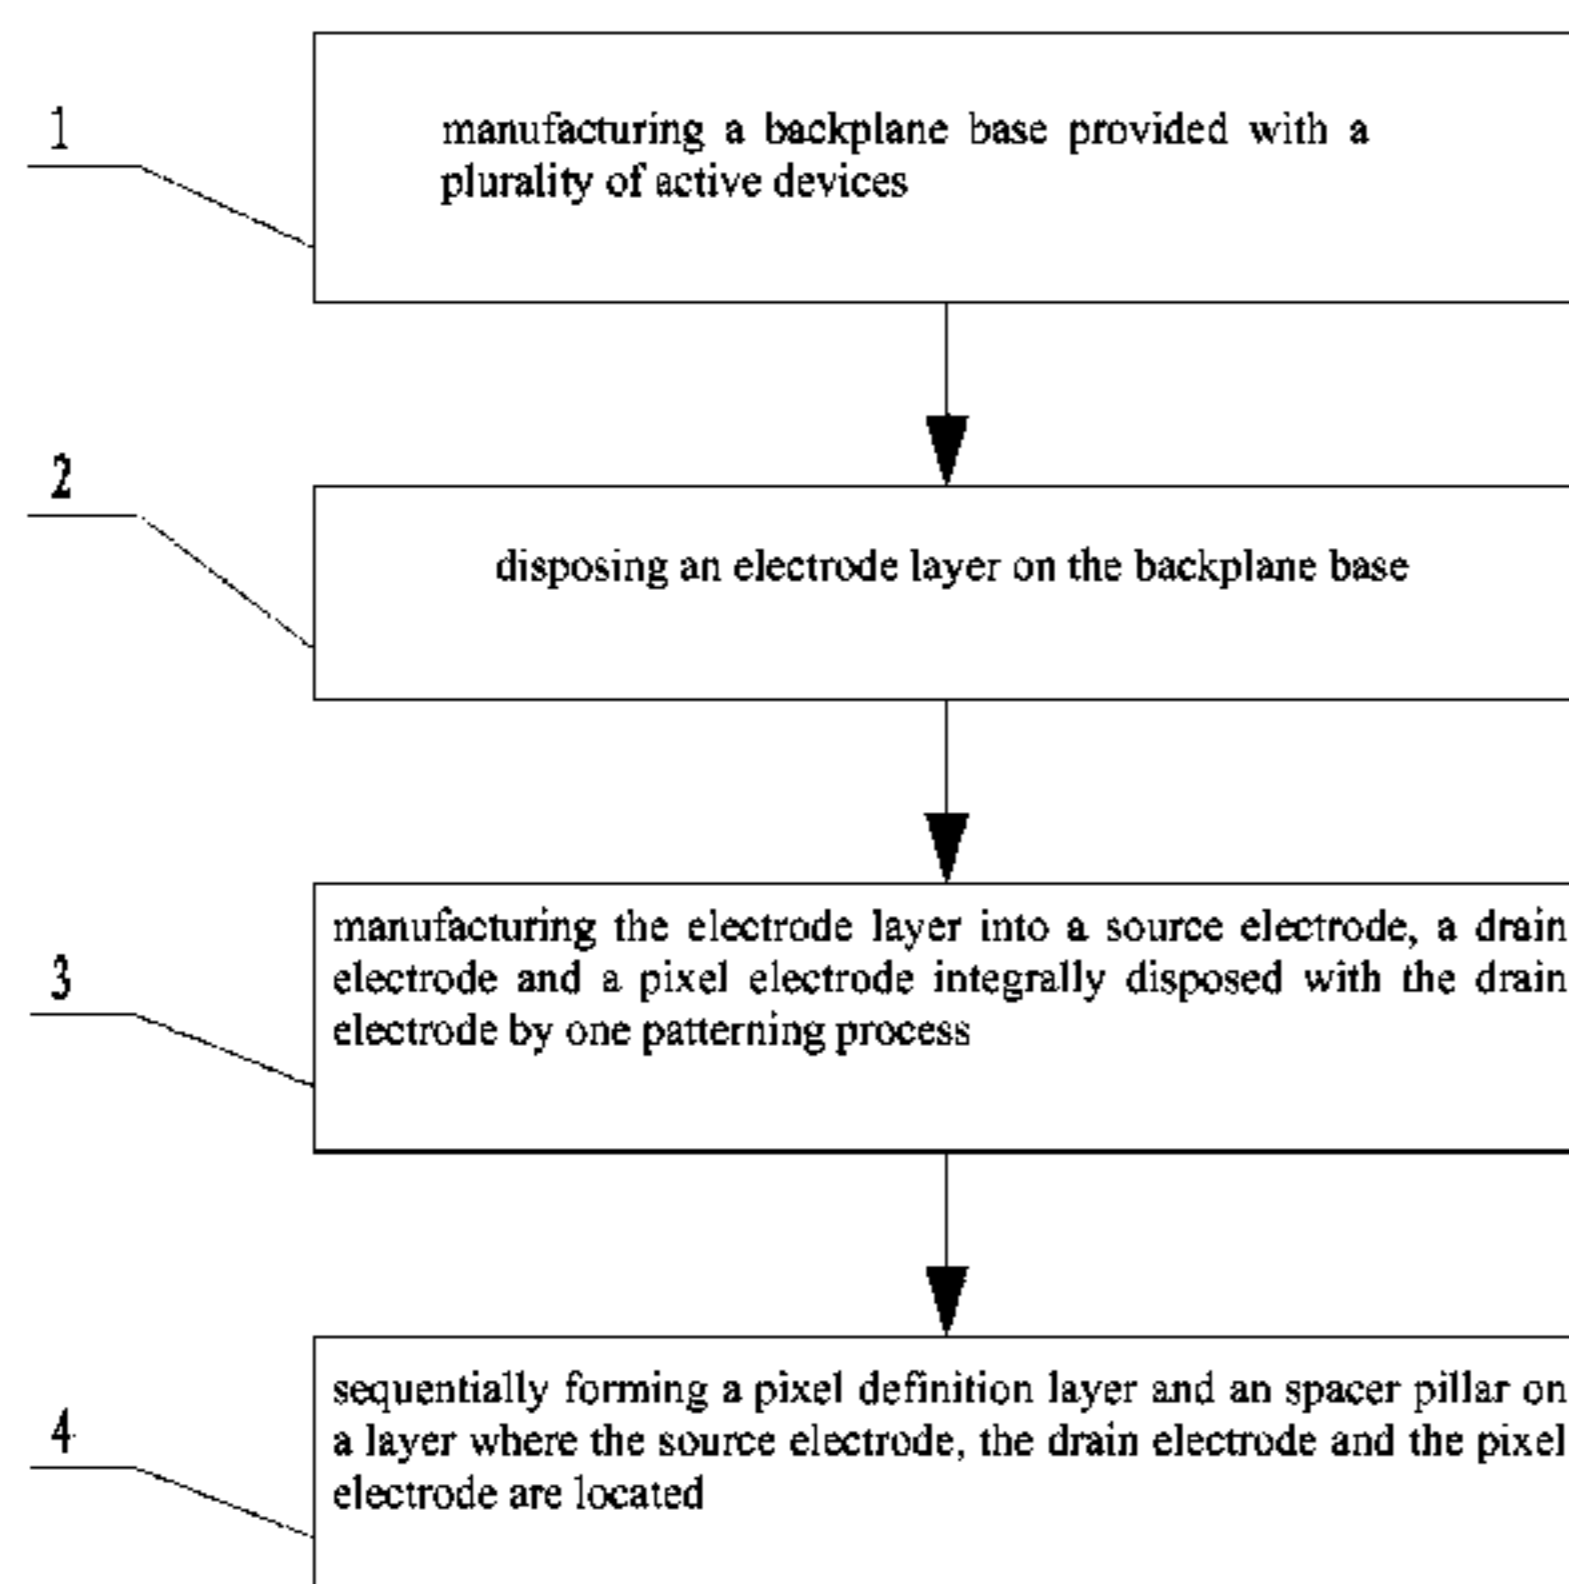 1
manufacturing a backplane base provided with a
plurality of active devices
2
disposing an electrode layer on the backplane base
3
manufacturing the electrode layer into a source electrode, a drain
electrode and a pixel electrode integrally disposed with the drain
electrode by one patterning process
4
sequentially forming a pixel definition layer and an spacer pillar on
a layer where the source electrode, the drain electrode and the pixel
electrode are located